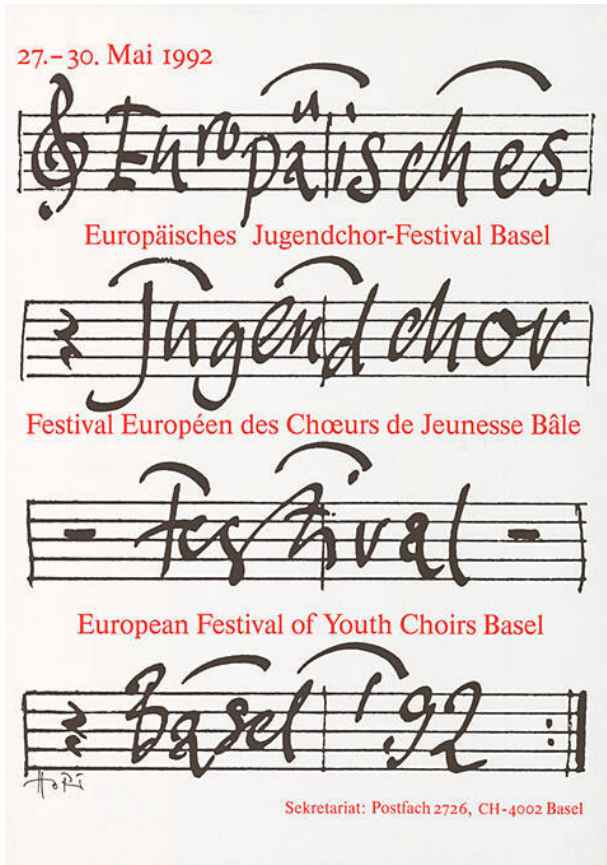 27.–30. Mai 1992
Europäisches
Europäisches Jugendchor-Festival Basel
Jugendchor
Festival Européen des Chœurs de Jeunesse Bâle
Festival
European Festival of Youth Choirs Basel
Basel '92
Sekretariat: Postfach 2726, CH-4002 Basel